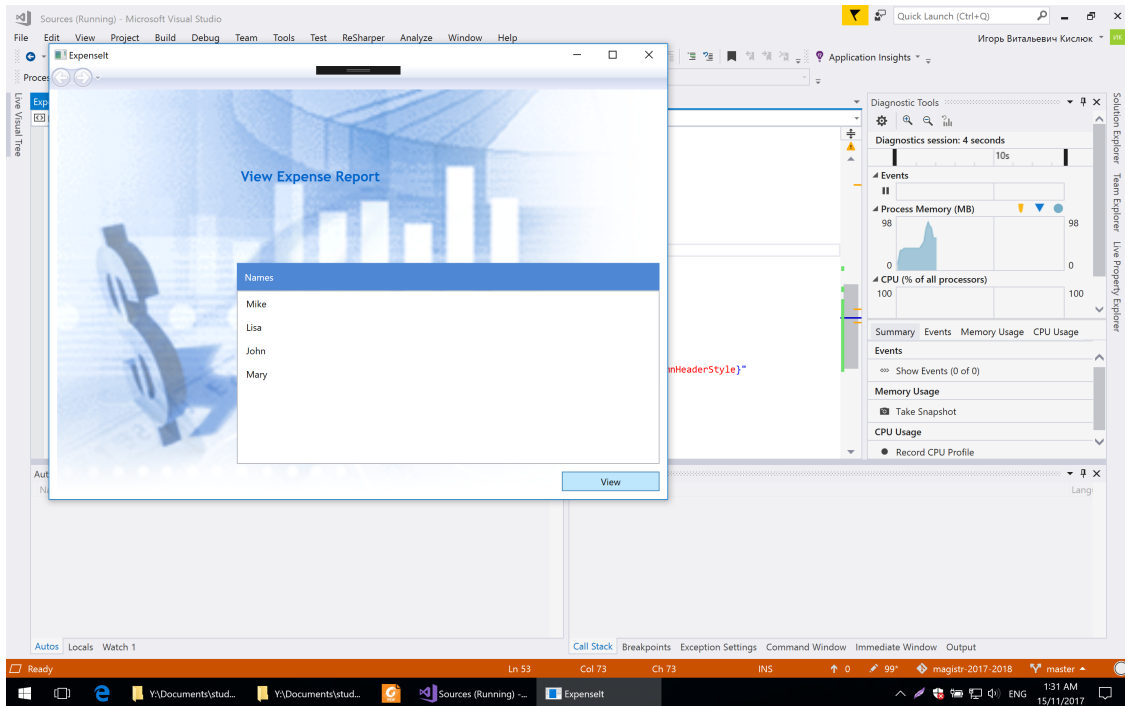 Sources (Running) - Microsoft Visual Studio
Quick Launch (Ctrl+Q)
File Edit View Project Build Debug Team Tools Test ReSharper Analyze Window Help
Игорь Витальевич Кислюк
ИК
ExpenseIt
Application Insights
Proces
Live Visual Tree
Exp
View Expense Report
Names
Mike
Lisa
John
Mary
View
nHeaderStyle}"
Diagnostic Tools
Diagnostics session: 4 seconds
10s
Events
Process Memory (MB)
98 98
0 0
CPU (% of all processors)
100 100
Summary Events Memory Usage CPU Usage
Events
Show Events (0 of 0)
Memory Usage
Take Snapshot
CPU Usage
Record CPU Profile
Solution Explorer
Team Explorer
Live Property Explorer
Aut
Lang
Autos Locals Watch 1
Call Stack Breakpoints Exception Settings Command Window Immediate Window Output
Ready Ln 53 Col 73 Ch 73 INS 0 99* magistr-2017-2018 master
Y:\Documents\stud... Y:\Documents\stud... Sources (Running) -... ExpenseIt
ENG
1:31 AM
15/11/2017